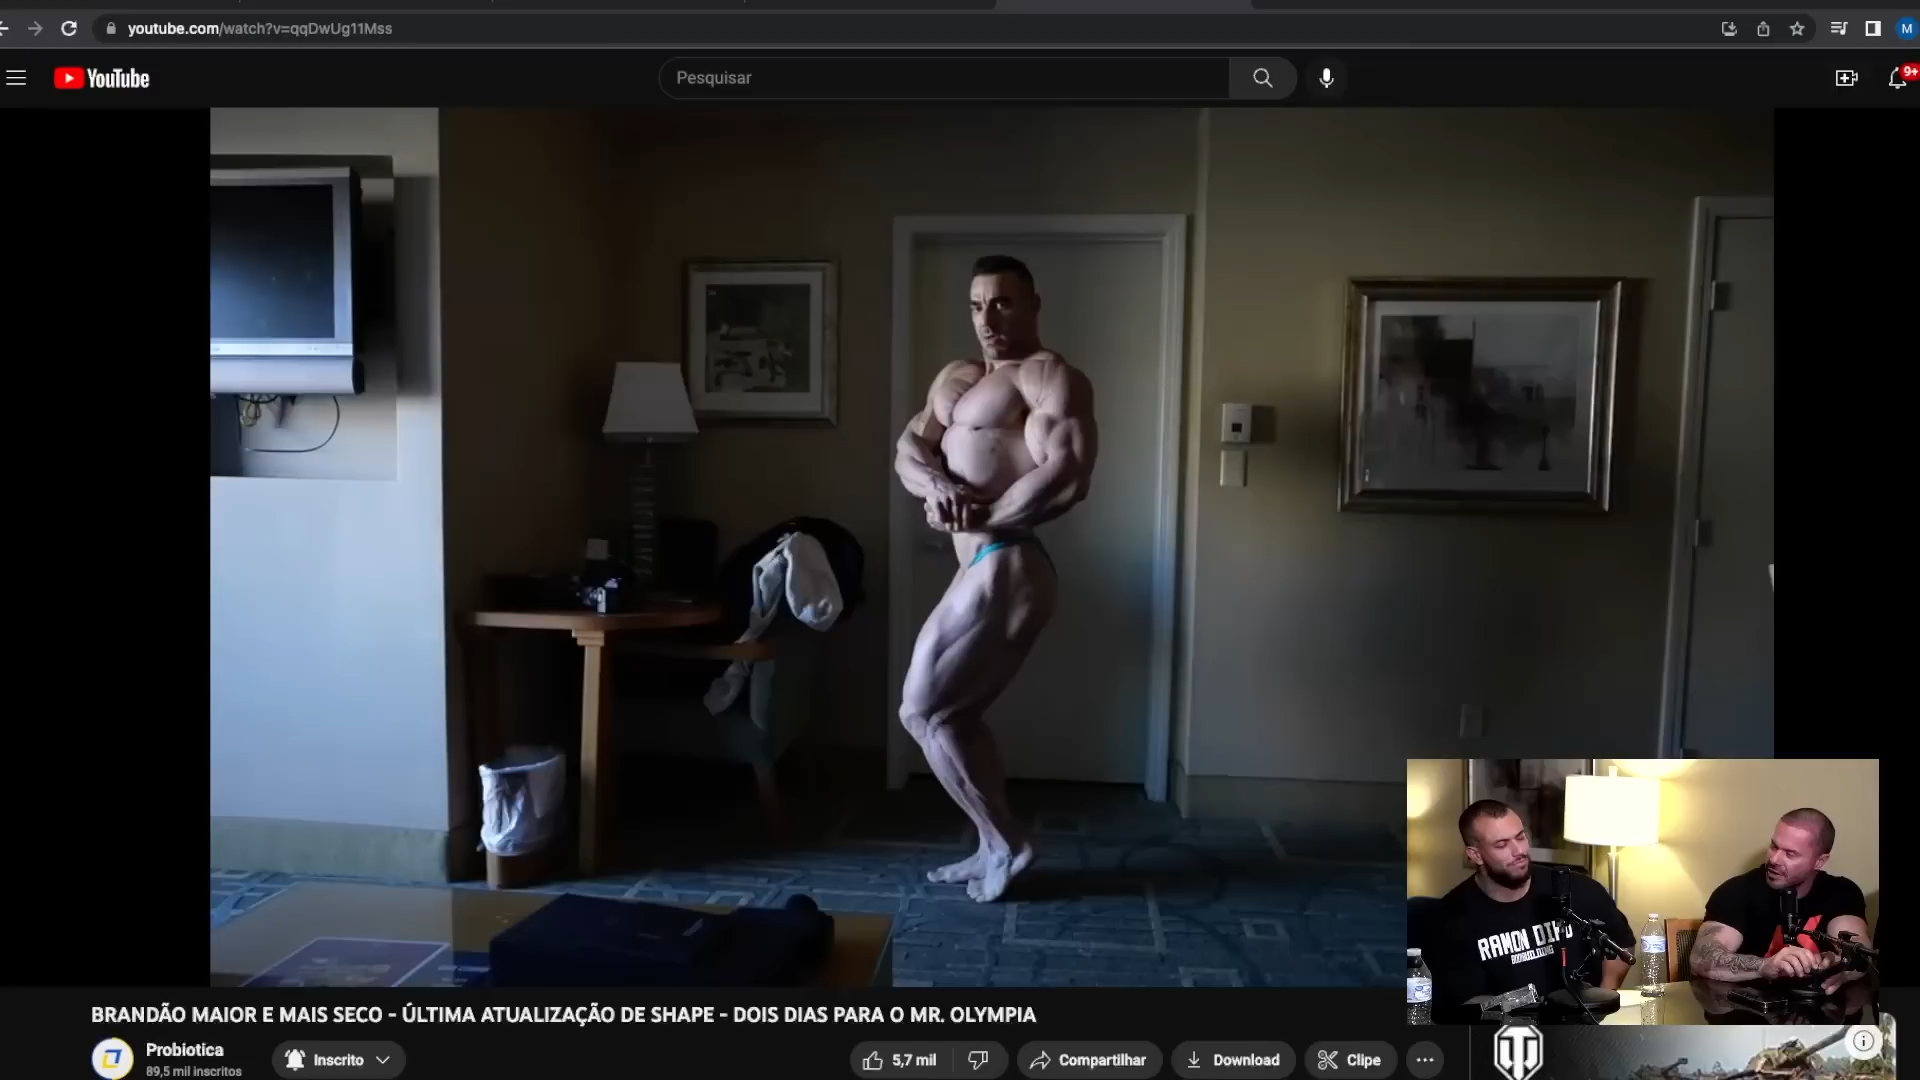 youtube.com/watch?v=qqDwUg11Mss
M
YouTube
Pesquisar
9+
RAMON DINO
BODYBUILDING
BRANDÃO MAIOR E MAIS SECO - ÚLTIMA ATUALIZAÇÃO DE SHAPE - DOIS DIAS PARA O MR. OLYMPIA
Probiotica
89,5 mil inscritos
Inscrito
5,7 mil
Compartilhar
Download
Clipe